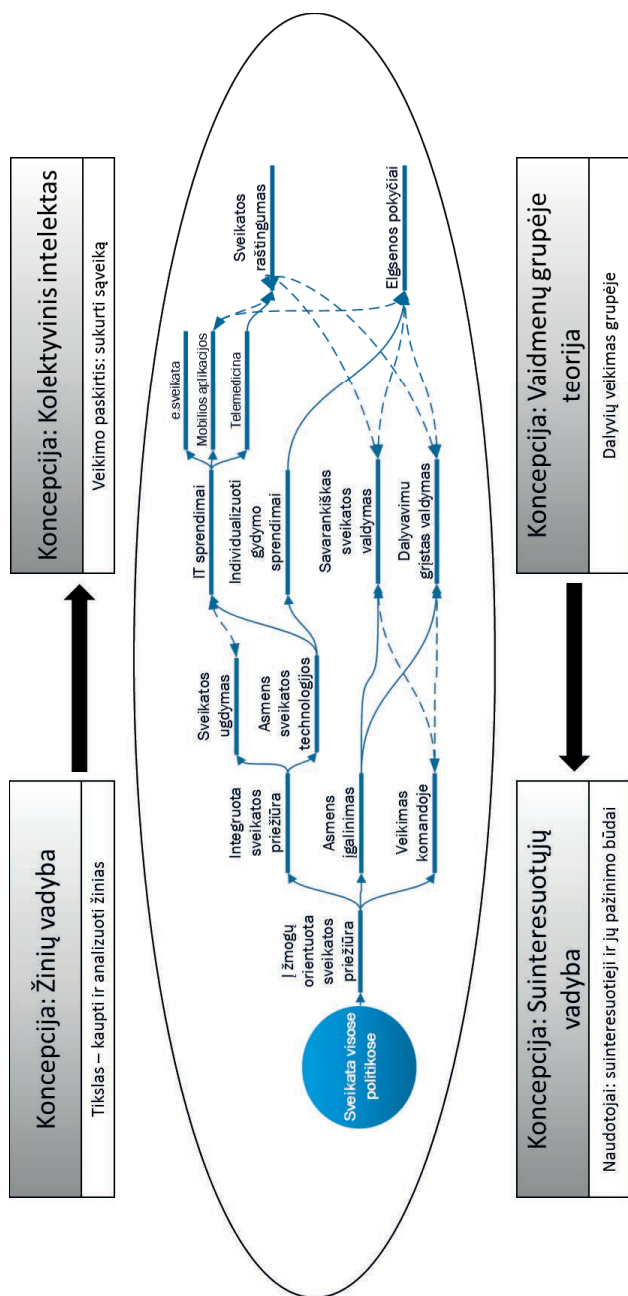 Koncepcija: Žinių vadyba
Tikslas – kaupti ir analizuoti žinias
Koncepcija: Kolektyvinis intelektas
Veikimo paskirtis: sukurti sąveiką
Sveikata visose
politikose
Į žmogų
orientuota
sveikatos
priežiūra
Integruota
sveikatos
priežiūra
Asmens
įgalinimas
Veikimas
komandoje
Sveikatos
ugdymas
Asmens
sveikatos
technologijos
IT sprendimai
Individualizuoti
gydymo
sprendimai
Savarankiškas
sveikatos
valdymas
Dalyvavimu
grįstas valdymas
e.sveikata
Mobilios aplikacijos
Telemedicina
Sveikatos
raštingumas
Elgsenos pokyčiai
Koncepcija: Suinteresuotųjų
vadyba
Naudotojai: suinteresuotieji ir jų pažinimo būdai
Koncepcija: Vaidmenų grupėje
teorija
Dalyvių veikimas grupėje